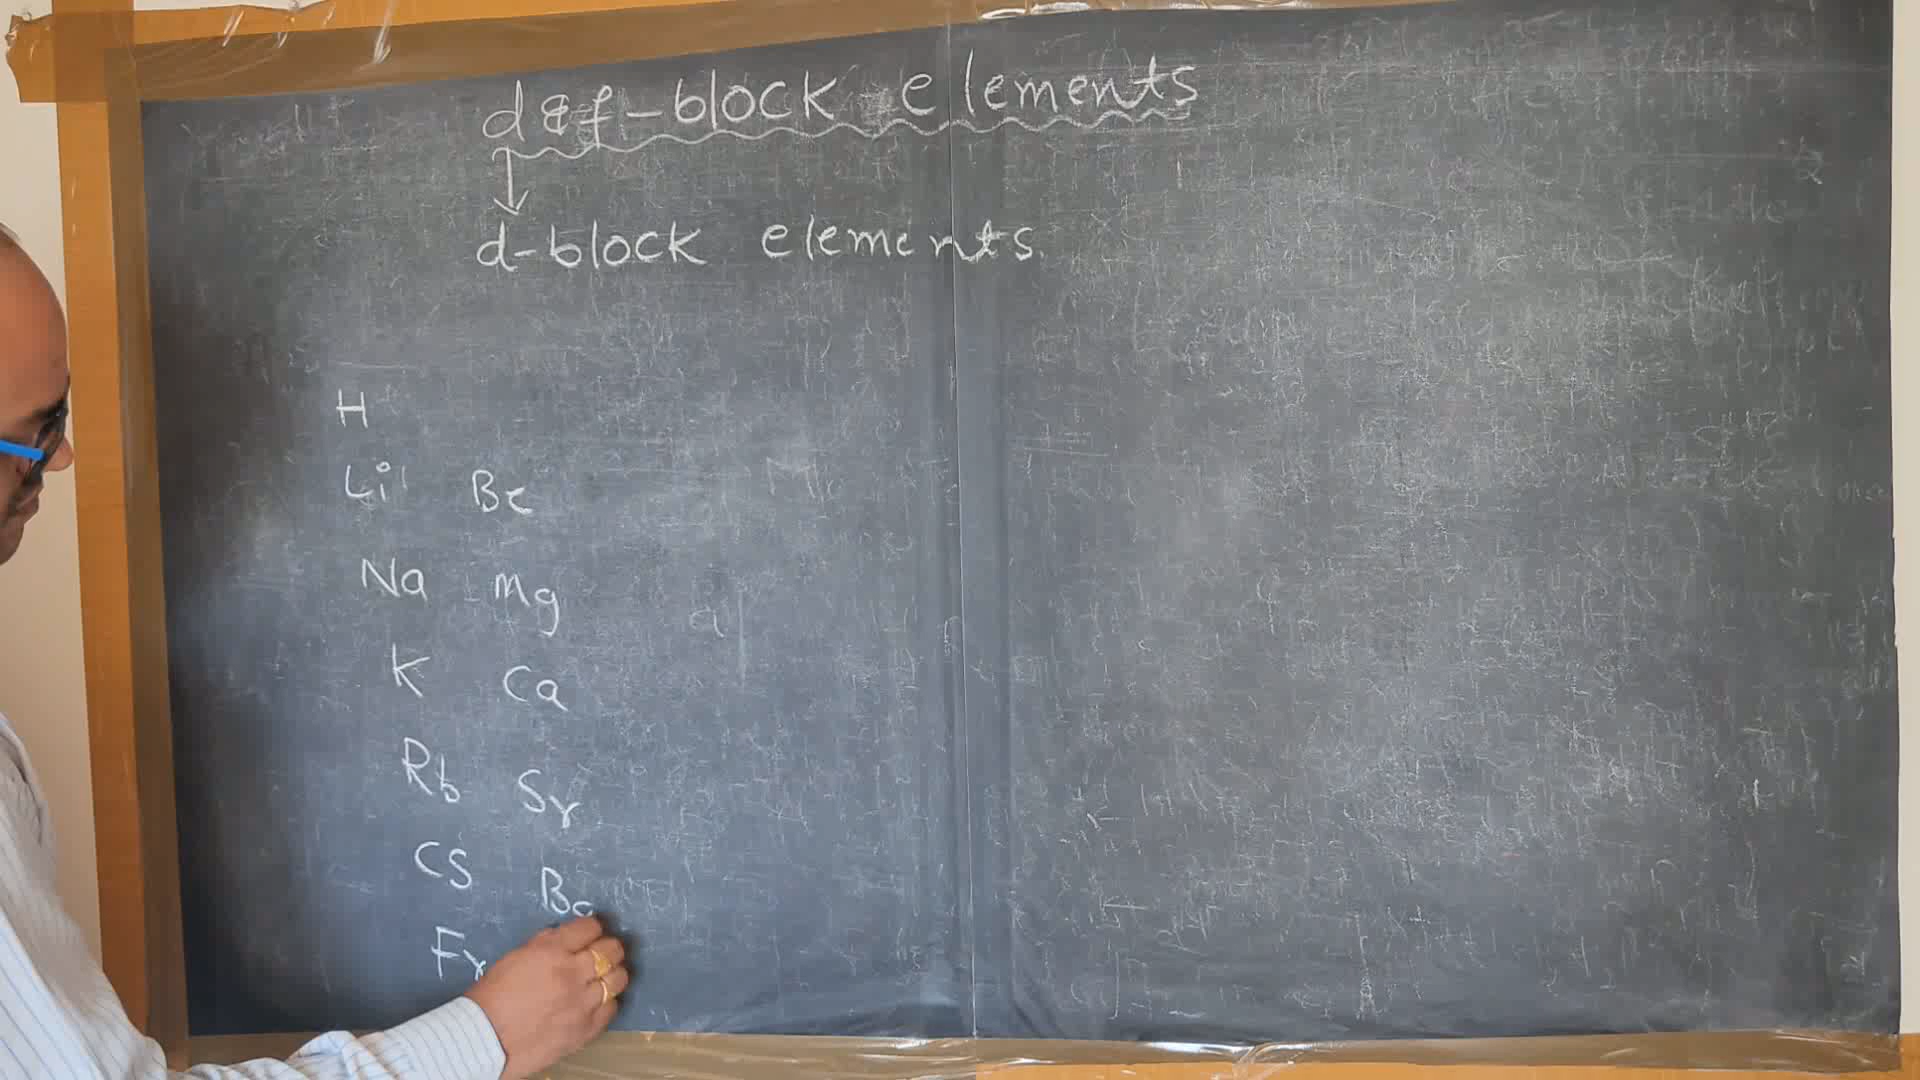 d & f-block elements
d-block elements.
H
Li Be
Na Mg
K Ca
Rb Sr
CS Ba
Fr